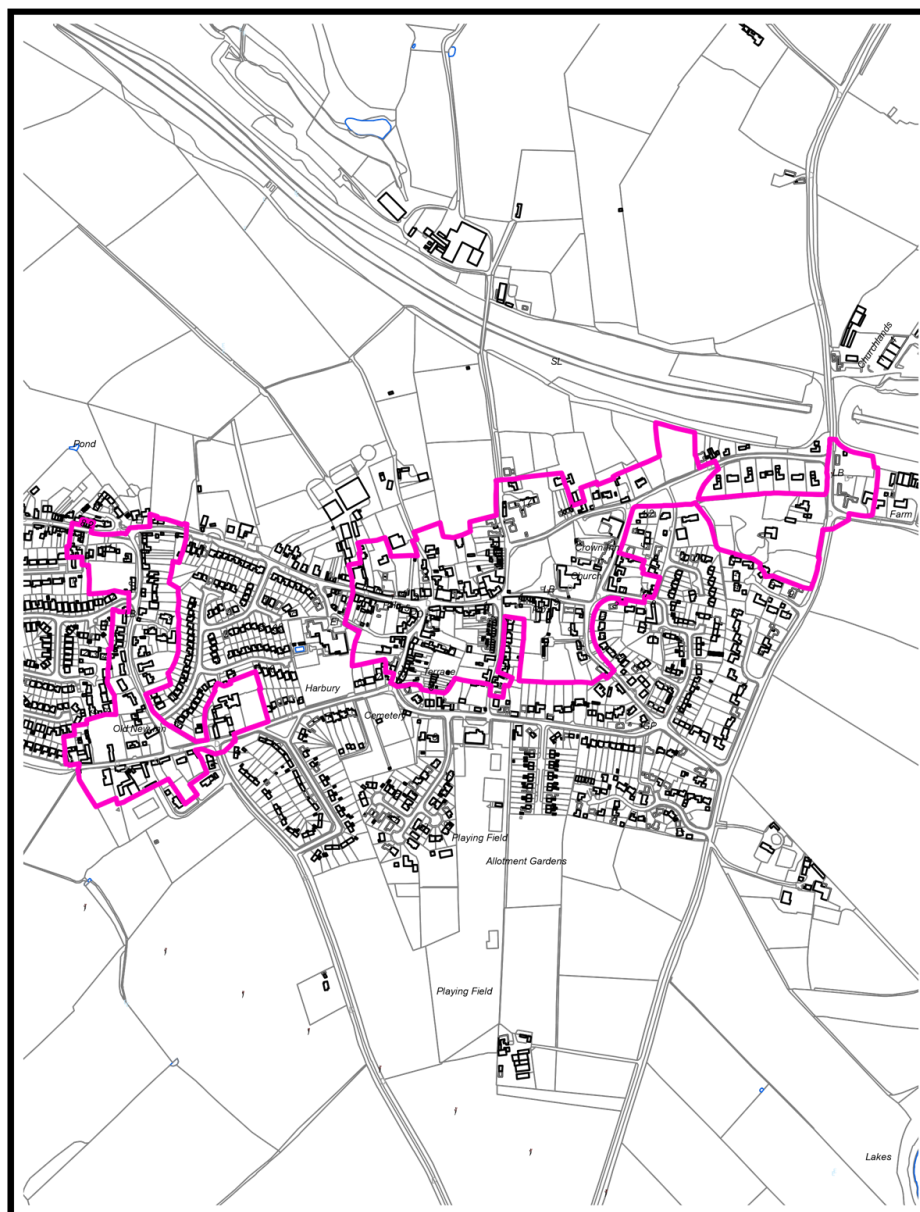 SL
Churchlands
Pond
LB
Farm
Crownhill
Church
LB
Terrace
Harbury
Cemetery
Old New Inn
Playing Field
Allotment Gardens
Playing Field
Lakes